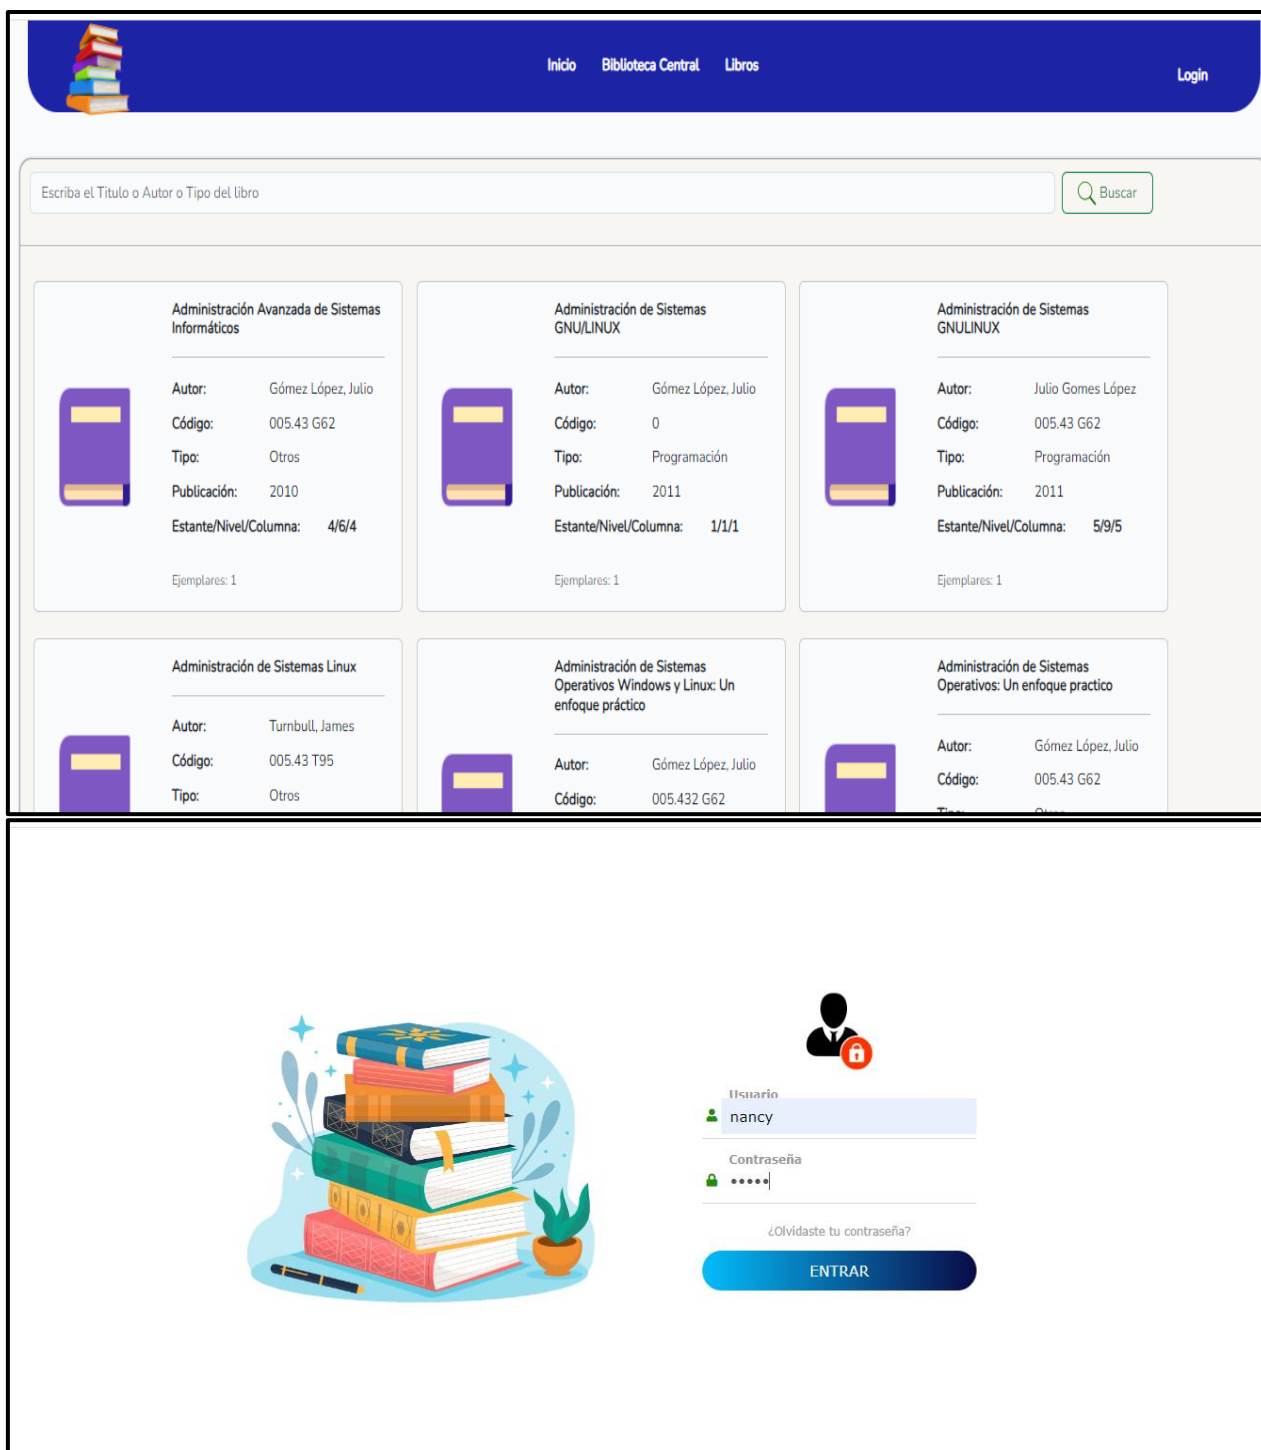 Inicio Biblioteca Central Libros
Login
Escriba el Titulo o Autor o Tipo del libro
Buscar
Administración Avanzada de Sistemas
Informáticos
Autor: Gómez López, Julio
Código: 005.43 G62
Tipo: Otros
Publicación: 2010
Estante/Nivel/Columna: 4/6/4
Ejemplares: 1
Administración de Sistemas
GNU/LINUX
Autor: Gómez López, Julio
Código: 0
Tipo: Programación
Publicación: 2011
Estante/Nivel/Columna: 1/1/1
Ejemplares: 1
Administración de Sistemas
GNULINUX
Autor: Julio Gomes López
Código: 005.43 G62
Tipo: Programación
Publicación: 2011
Estante/Nivel/Columna: 5/9/5
Ejemplares: 1
Administración de Sistemas Linux
Autor: Turnbull, James
Código: 005.43 T95
Tipo: Otros
Administración de Sistemas
Operativos Windows y Linux: Un
enfoque práctico
Autor: Gómez López, Julio
Código: 005.432 G62
Administración de Sistemas
Operativos: Un enfoque practico
Autor: Gómez López, Julio
Código: 005.43 G62
Tipo: Otros
Usuario
nancy
Contraseña
•••••
¿Olvidaste tu contraseña?
ENTRAR